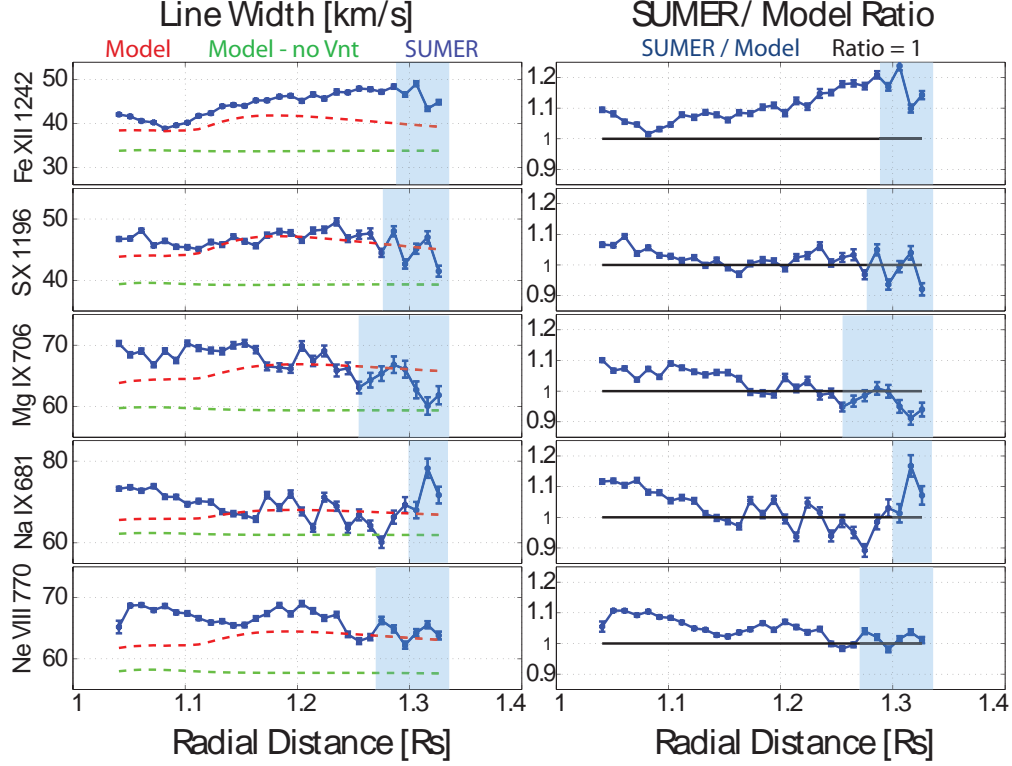 Line Width [km/s]
SUMER / Model Ratio
Model
Model - no Vnt
SUMER
SUMER / Model
Ratio = 1
Fe XII 1242
50
40
30
1.2
1.1
1
0.9
S X 1196
50
40
1.2
1.1
1
0.9
Mg IX 706
70
60
1.2
1.1
1
0.9
Na IX 681
80
60
1.2
1.1
1
0.9
Ne VIII 770
70
60
1.2
1.1
1
0.9
1 1.1 1.2 1.3 1.4
1 1.1 1.2 1.3 1.4
Radial Distance [Rs]
Radial Distance [Rs]